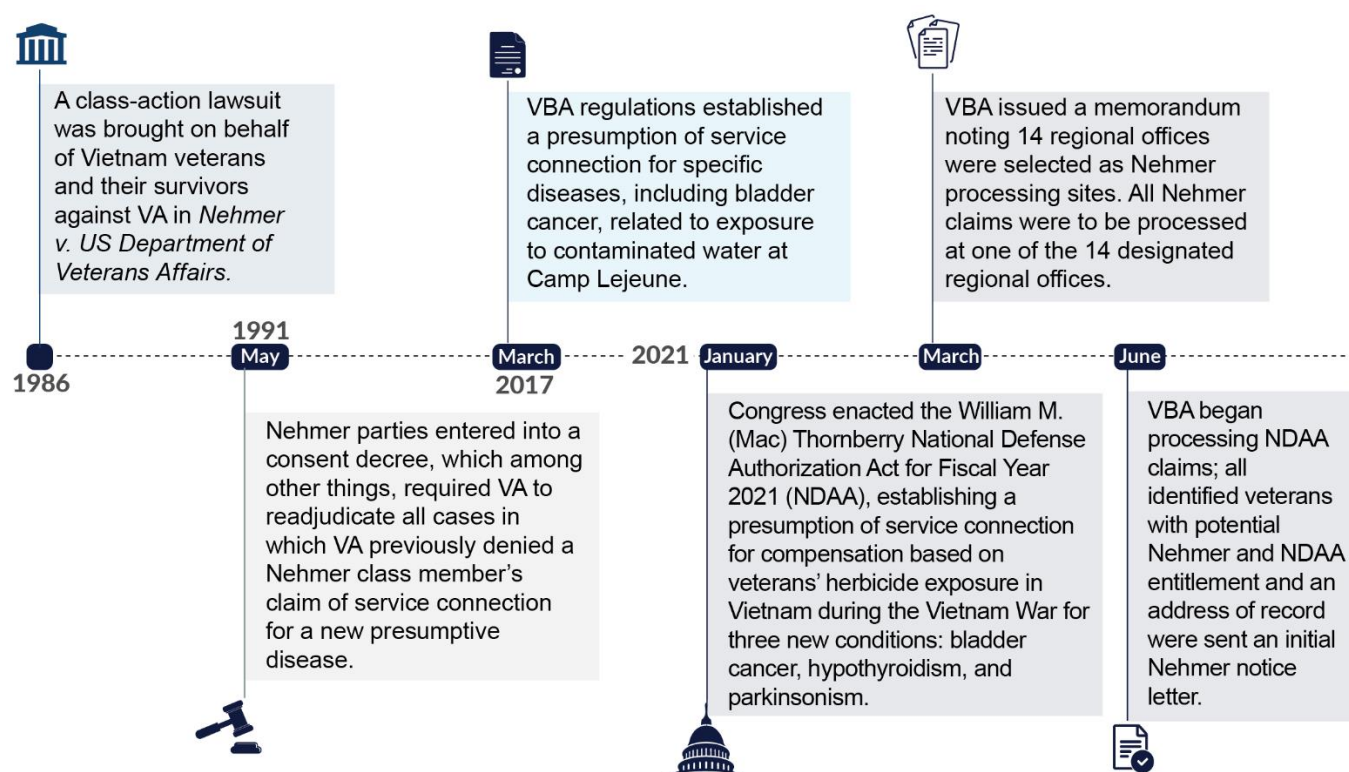 A class-action lawsuit
was brought on behalf
of Vietnam veterans
and their survivors
against VA in Nehmer
v. US Department of
Veterans Affairs.
1986
1991
May
Nehmer parties entered into a
consent decree, which among
other things, required VA to
readjudicate all cases in
which VA previously denied a
Nehmer class member’s
claim of service connection
for a new presumptive
disease.
VBA regulations established
a presumption of service
connection for specific
diseases, including bladder
cancer, related to exposure
to contaminated water at
Camp Lejeune.
March
2017
2021
January
Congress enacted the William M.
(Mac) Thornberry National Defense
Authorization Act for Fiscal Year
2021 (NDAA), establishing a
presumption of service connection
for compensation based on
veterans’ herbicide exposure in
Vietnam during the Vietnam War for
three new conditions: bladder
cancer, hypothyroidism, and
parkinsonism.
VBA issued a memorandum
noting 14 regional offices
were selected as Nehmer
processing sites. All Nehmer
claims were to be processed
at one of the 14 designated
regional offices.
March
June
VBA began
processing NDAA
claims; all
identified veterans
with potential
Nehmer and NDAA
entitlement and an
address of record
were sent an initial
Nehmer notice
letter.